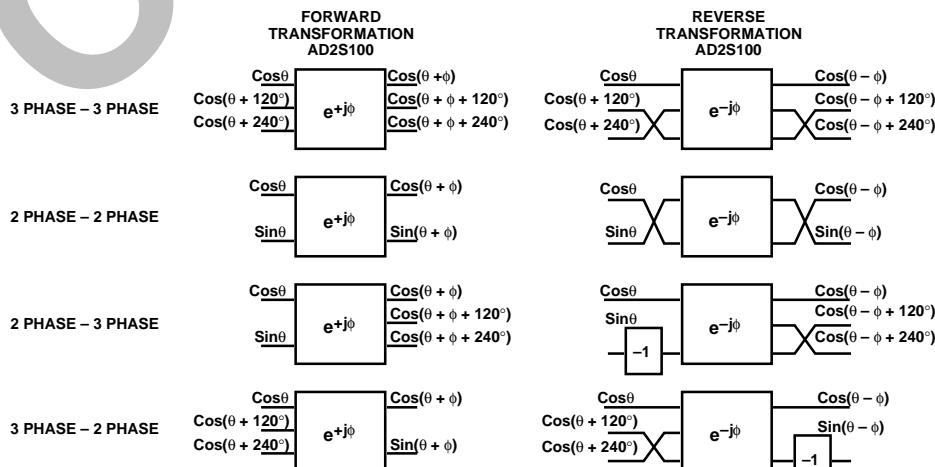 FORWARD
TRANSFORMATION
AD2S100
REVERSE
TRANSFORMATION
AD2S100
3 PHASE – 3 PHASE
Cosθ
Cos(θ + 120°)
Cos(θ + 240°)
e+jϕ
Cos(θ +ϕ)
Cos(θ + ϕ + 120°)
Cos(θ + ϕ + 240°)
Cosθ
Cos(θ + 120°)
Cos(θ + 240°)
e–jϕ
Cos(θ – ϕ)
Cos(θ – ϕ + 120°)
Cos(θ – ϕ + 240°)
2 PHASE – 2 PHASE
Cosθ
Sinθ
e+jϕ
Cos(θ + ϕ)
Sin(θ + ϕ)
Cosθ
Sinθ
e–jϕ
Cos(θ – ϕ)
Sin(θ – ϕ)
2 PHASE – 3 PHASE
Cosθ
Sinθ
e+jϕ
Cos(θ + ϕ)
Cos(θ + ϕ + 120°)
Cos(θ + ϕ + 240°)
Cosθ
Sinθ
–1
e–jϕ
Cos(θ – ϕ)
Cos(θ – ϕ + 120°)
Cos(θ – ϕ + 240°)
3 PHASE – 2 PHASE
Cosθ
Cos(θ + 120°)
Cos(θ + 240°)
e+jϕ
Cos(θ + ϕ)
Sin(θ + ϕ)
Cosθ
Cos(θ + 120°)
Cos(θ + 240°)
e–jϕ
Cos(θ – ϕ)
Sin(θ – ϕ)
–1